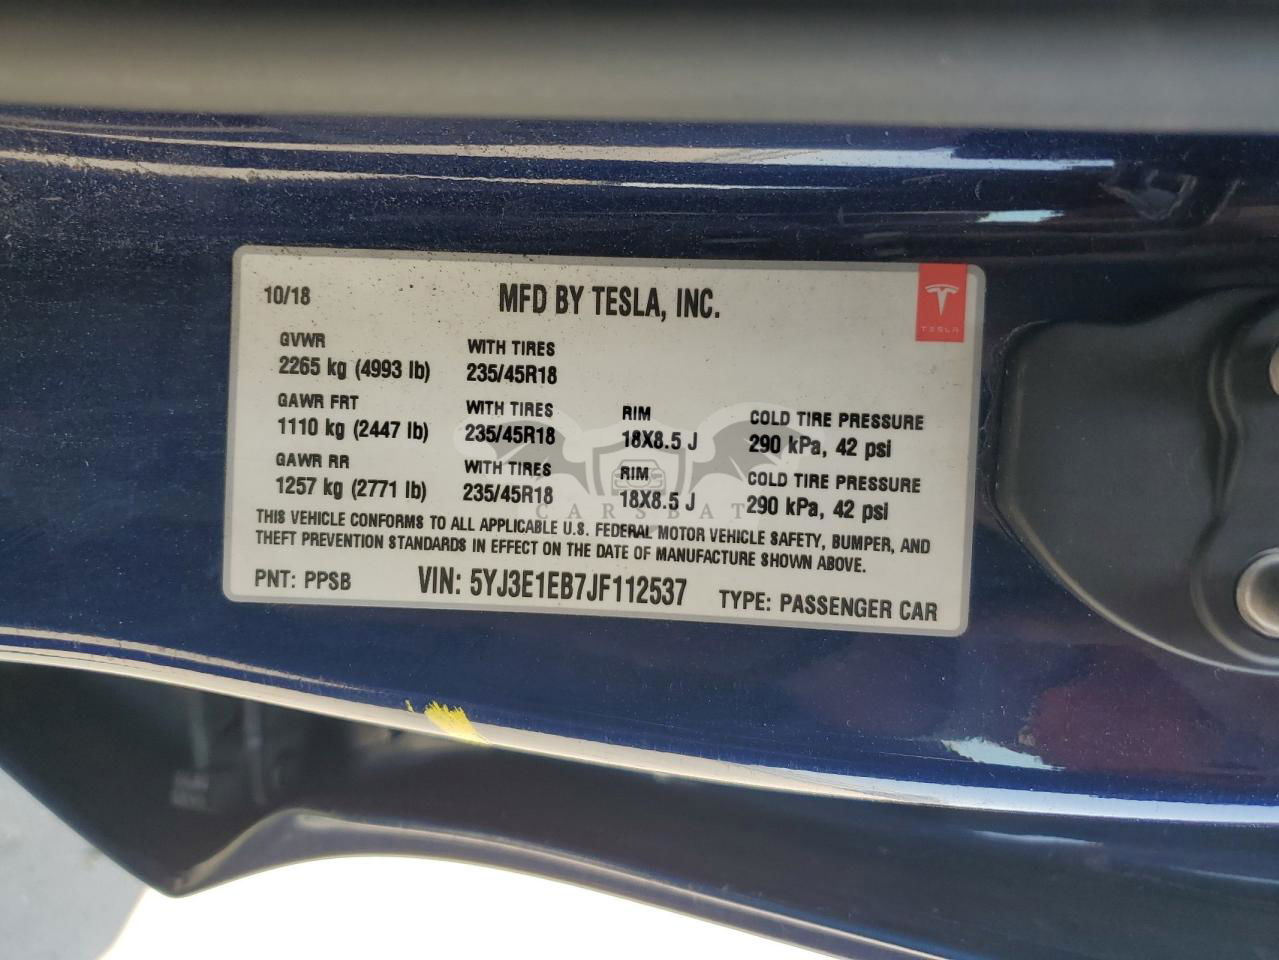 10/18 MFD BY TESLA, INC.
TESLA
GVWR WITH TIRES
2265 kg (4993 lb) 235/45R18
GAWR FRT WITH TIRES RIM COLD TIRE PRESSURE
1110 kg (2447 lb) 235/45R18 18X8.5 J 290 kPa, 42 psi
GAWR RR WITH TIRES RIM COLD TIRE PRESSURE
1257 kg (2771 lb) 235/45R18 18X8.5 J 290 kPa, 42 psi
CARSBAT
THIS VEHICLE CONFORMS TO ALL APPLICABLE U.S. FEDERAL MOTOR VEHICLE SAFETY, BUMPER, AND
THEFT PREVENTION STANDARDS IN EFFECT ON THE DATE OF MANUFACTURE SHOWN ABOVE.
PNT: PPSB VIN: 5YJ3E1EB7JF112537 TYPE: PASSENGER CAR